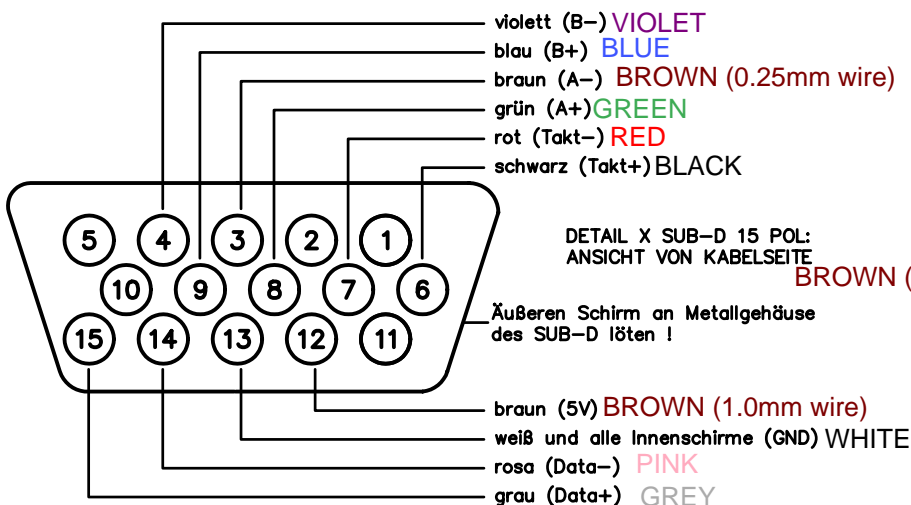 violett (B−) VIOLET
blau (B+) BLUE
braun (A−) BROWN (0.25mm wire)
grün (A+) GREEN
rot (Takt−) RED
schwarz (Takt+) BLACK
5 4 3 2 1
10 9 8 7 6
15 14 13 12 11
DETAIL X SUB−D 15 POL:
ANSICHT VON KABELSEITE
BROWN (
Äußeren Schirm an Metallgehäuse
des SUB−D löten !
braun (5V) BROWN (1.0mm wire)
weiß und alle Innenschirme (GND) WHITE
rosa (Data−) PINK
grau (Data+) GREY